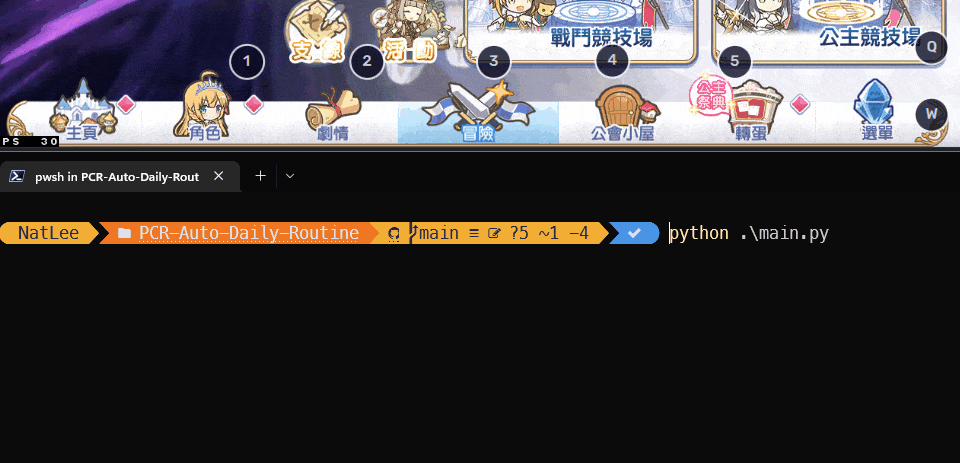 戰鬥競技場
公主競技場
支線
活動
Q
1
2
3
4
5
公主
祭典
主頁
角色
劇情
冒險
公會小屋
轉蛋
選單
W
PS 30
pwsh in PCR-Auto-Daily-Rout
NatLee PCR-Auto-Daily-Routine main ≡ ?5 ~1 -4 python .\main.py